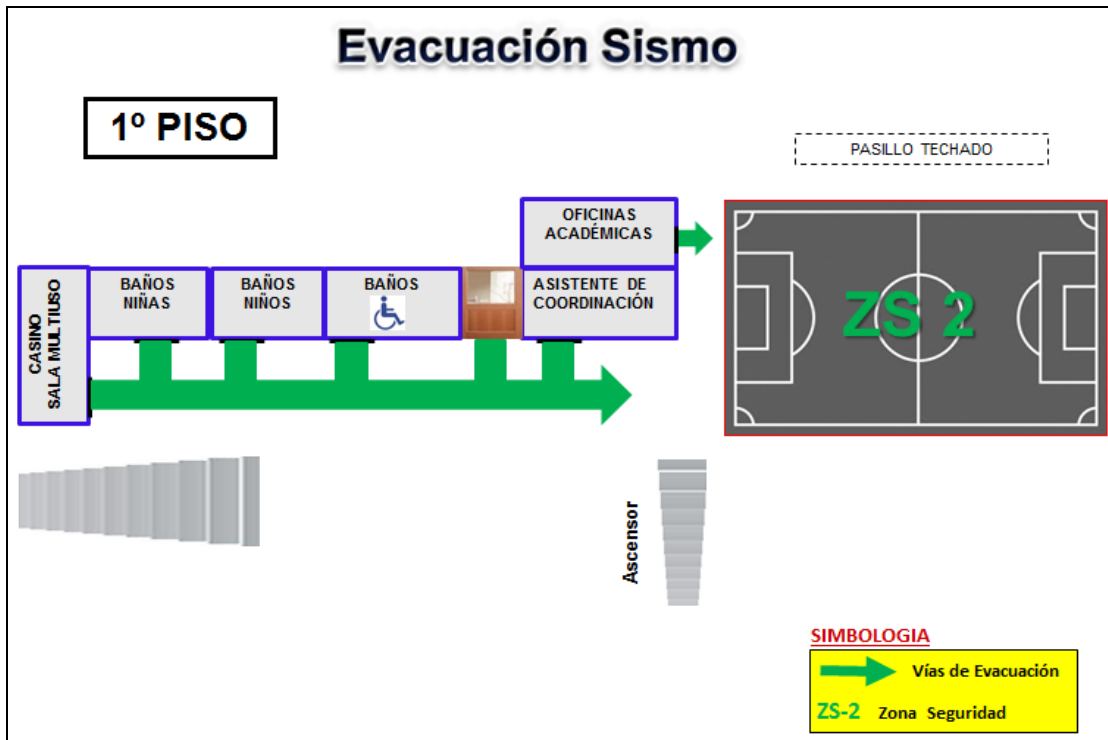 Evacuación Sismo
1º PISO
PASILLO TECHADO
OFICINAS
ACADÉMICAS
CASINO
SALA MULTIUSO
BAÑOS
NIÑAS
BAÑOS
NIÑOS
BAÑOS
ASISTENTE DE
COORDINACIÓN
ZS 2
Ascensor
SIMBOLOGIA
Vías de Evacuación
ZS-2 Zona Seguridad